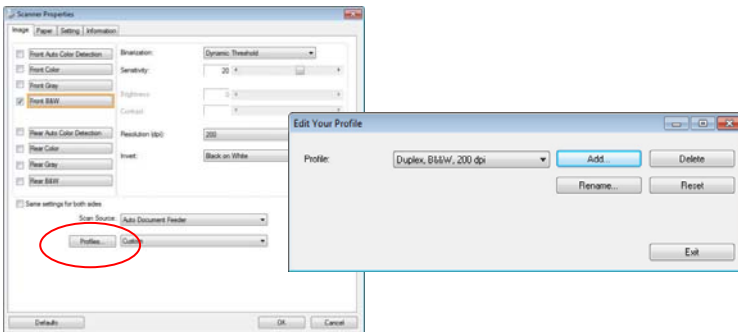 Scanner Properties
Image Paper Setting Information
Front Auto Color Detection
Front Color
Front Gray
Front B&W
Rear Auto Color Detection
Rear Color
Rear Gray
Rear B&W
Binarization: Dynamic Threshold
Sensitivity: 20
Brightness: 0
Contrast:
Resolution (dpi): 200
Invert: Black on White
Same settings for both sides
Scan Source: Auto Document Feeder
Profiles... Custom
Defaults OK Cancel
Edit Your Profile
Profile: Duplex, B&W, 200 dpi Add... Delete
Rename... Reset
Exit